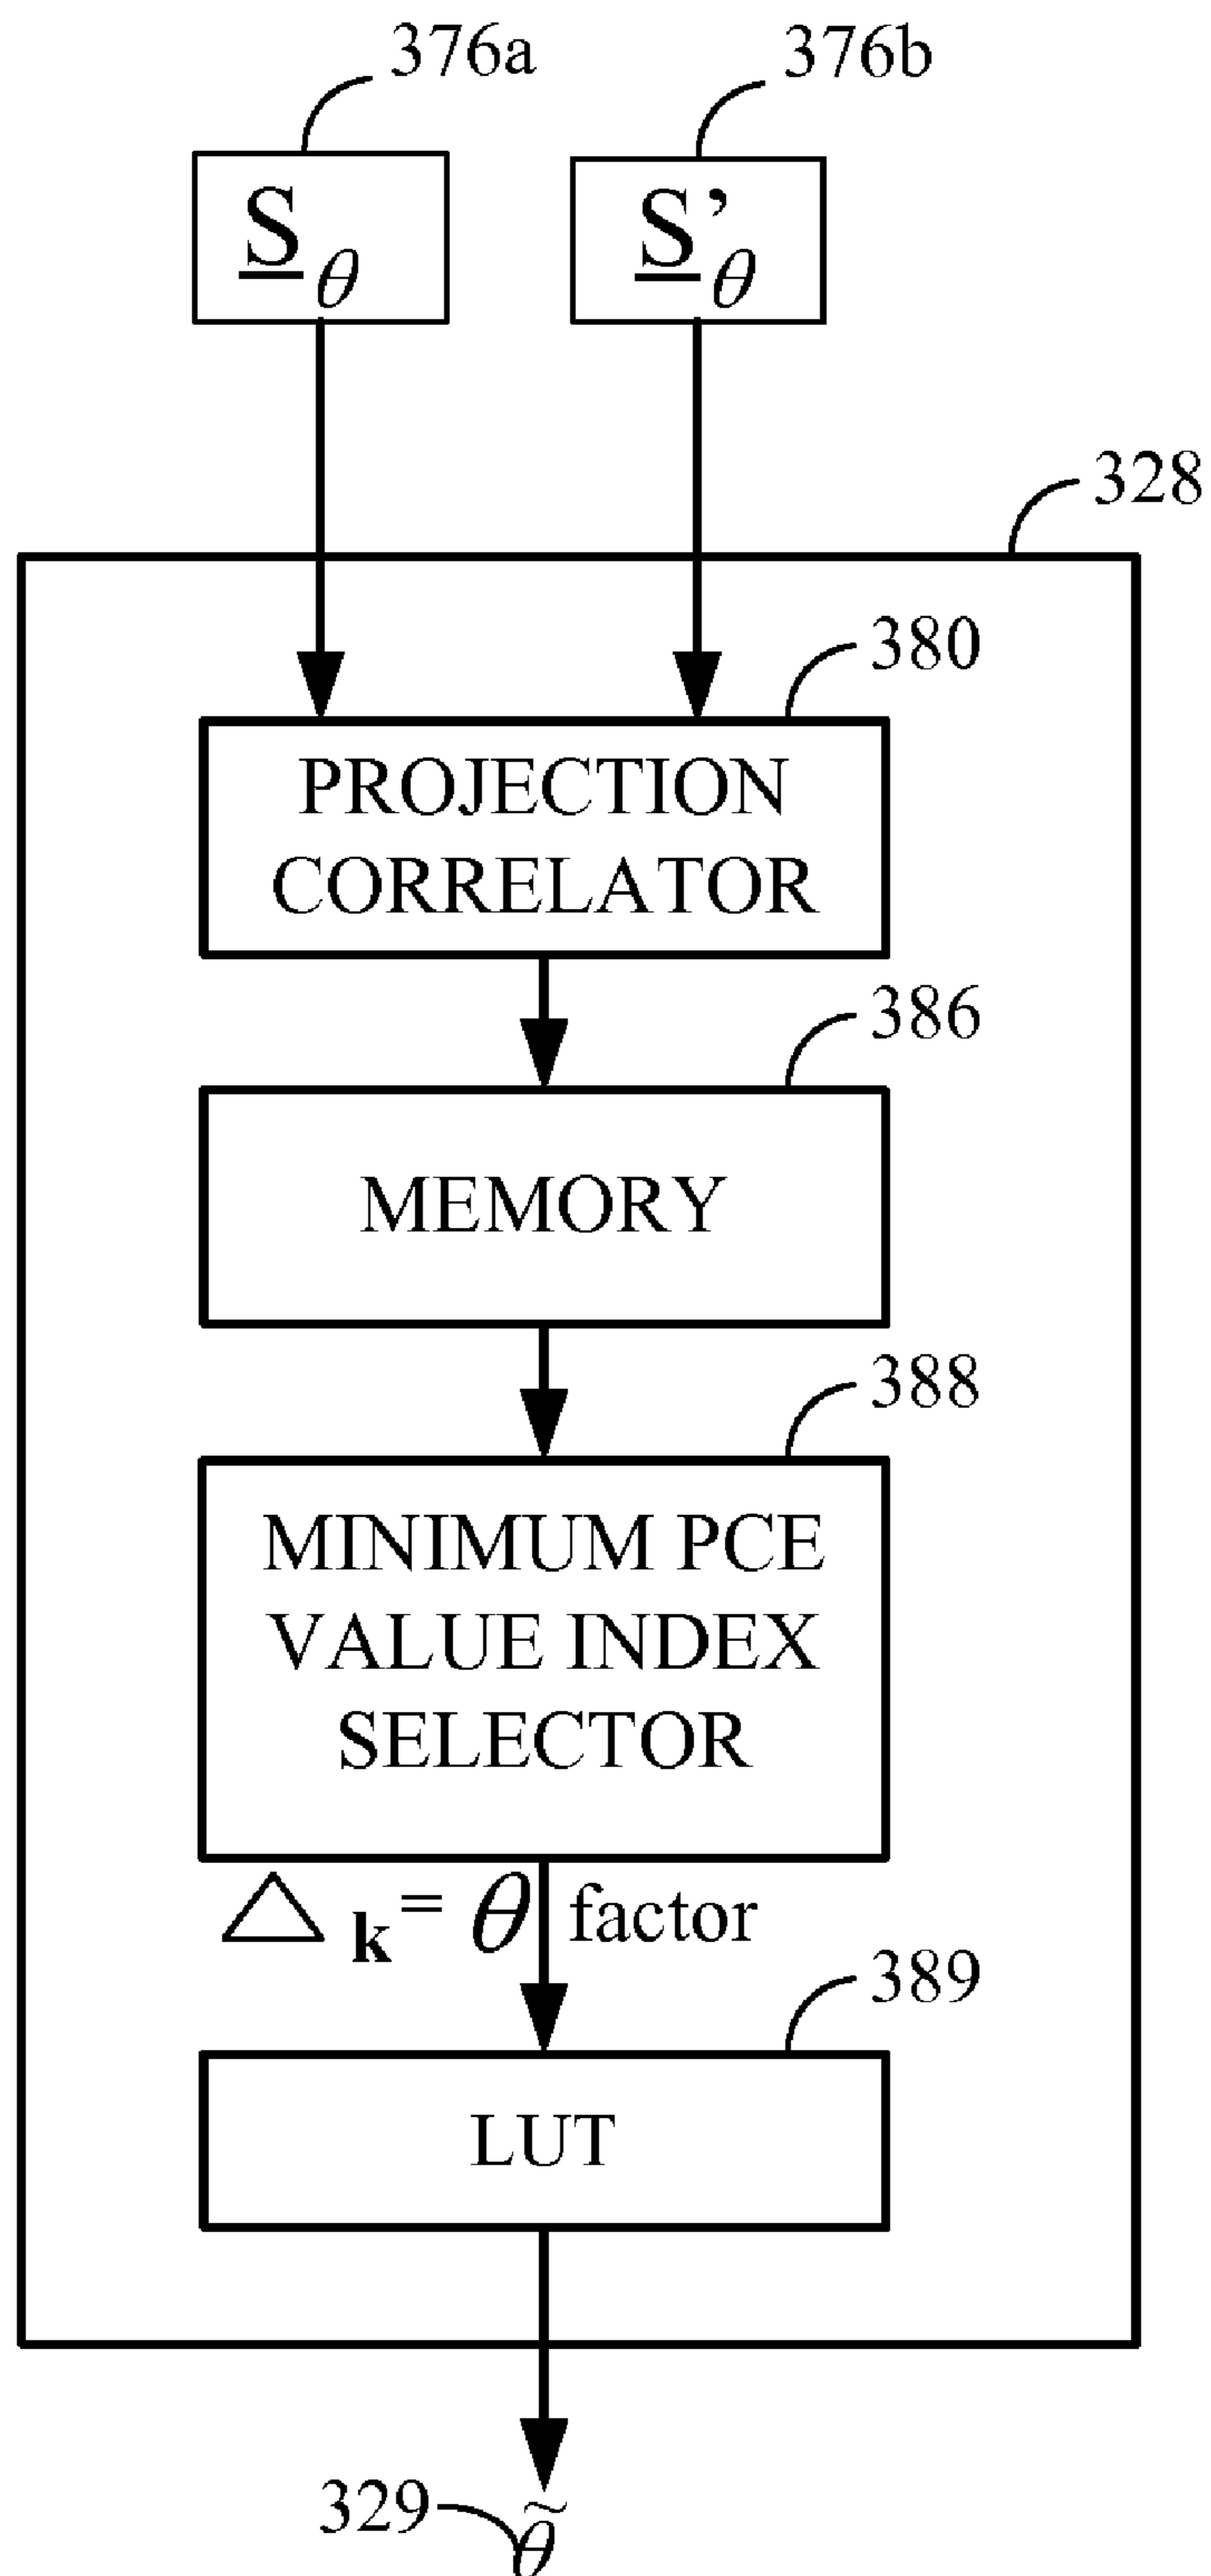 376a 376b
S̲θ S̲’θ
328
380
PROJECTION
CORRELATOR
386
MEMORY
388
MINIMUM PCE
VALUE INDEX
SELECTOR
△k = θ factor
389
LUT
329 θ̃